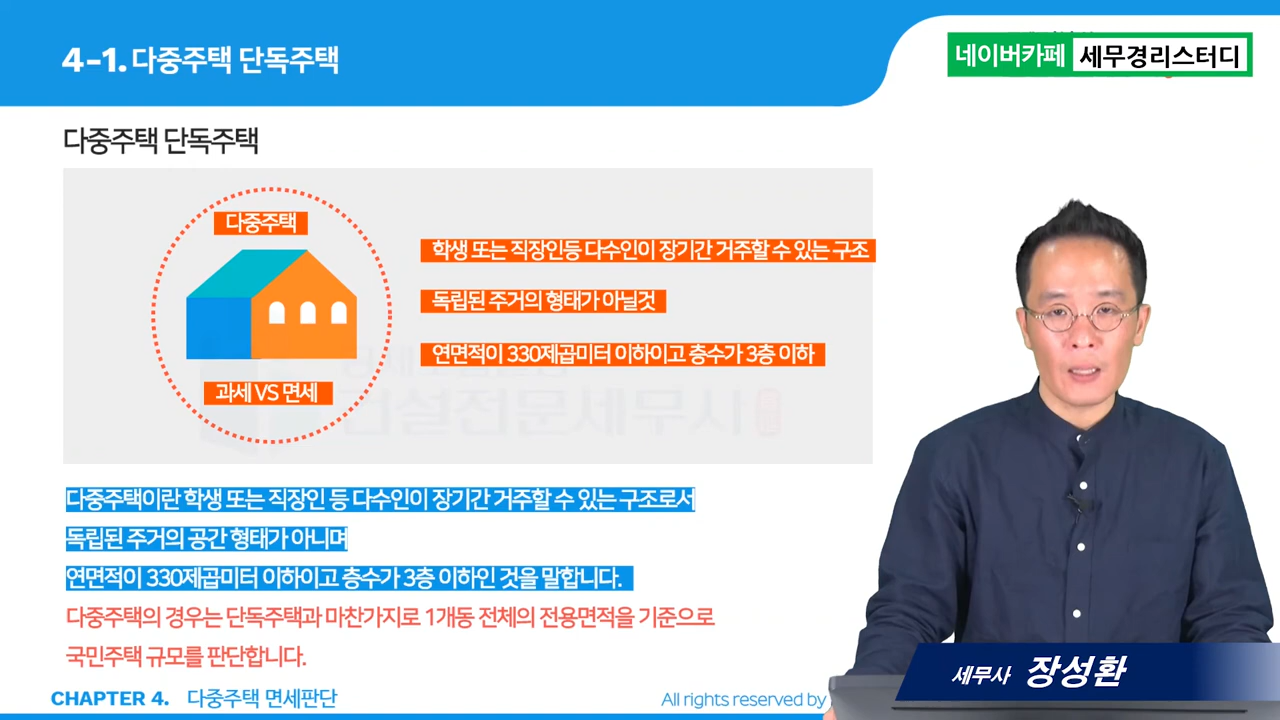 4-1. 다중주택 단독주택
네이버카페 세무경리스터디
다중주택 단독주택
다중주택
학생 또는 직장인등 다수인이 장기간 거주할 수 있는 구조
독립된 주거의 형태가 아닐것
연면적이 330제곱미터 이하이고 층수가 3층 이하
과세 VS 면세
건설전문세무사
다중주택이란 학생 또는 직장인 등 다수인이 장기간 거주할 수 있는 구조로서
독립된 주거의 공간 형태가 아니며
연면적이 330제곱미터 이하이고 층수가 3층 이하인 것을 말합니다.
다중주택의 경우는 단독주택과 마찬가지로 1개동 전체의 전용면적을 기준으로
국민주택 규모를 판단합니다.
세무사 장성환
CHAPTER 4. 다중주택 면세판단
All rights reserved by